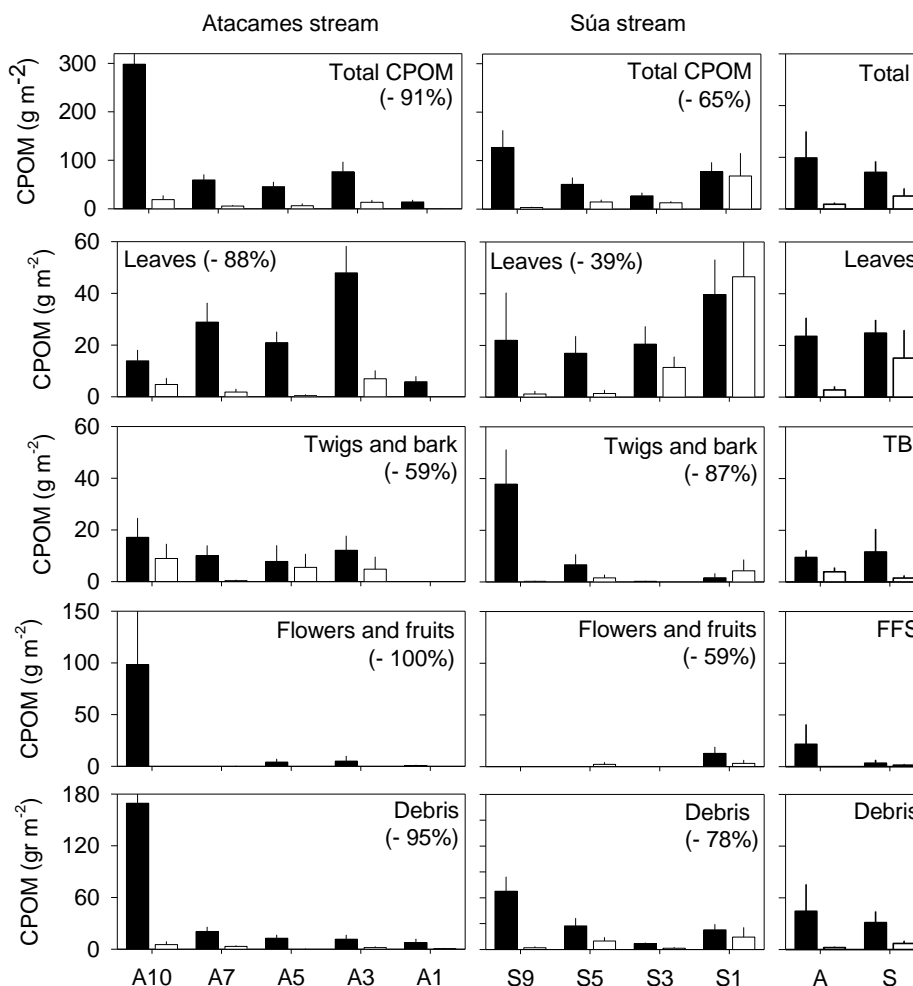 Atacames stream Súa stream
CPOM (g m-2)
300
200
100
0
Total CPOM
(- 91%)
Total CPOM
(- 65%)
Total
CPOM (g m-2)
60
40
20
0
Leaves (- 88%)
Leaves (- 39%)
Leaves
CPOM (g m-2)
60
40
20
0
Twigs and bark
(- 59%)
Twigs and bark
(- 87%)
TB
CPOM (g m-2)
150
100
50
0
Flowers and fruits
(- 100%)
Flowers and fruits
(- 59%)
FFS
CPOM (gr m-2)
180
120
60
0
Debris
(- 95%)
Debris
(- 78%)
Debris
A10 A7 A5 A3 A1 S9 S5 S3 S1 A S